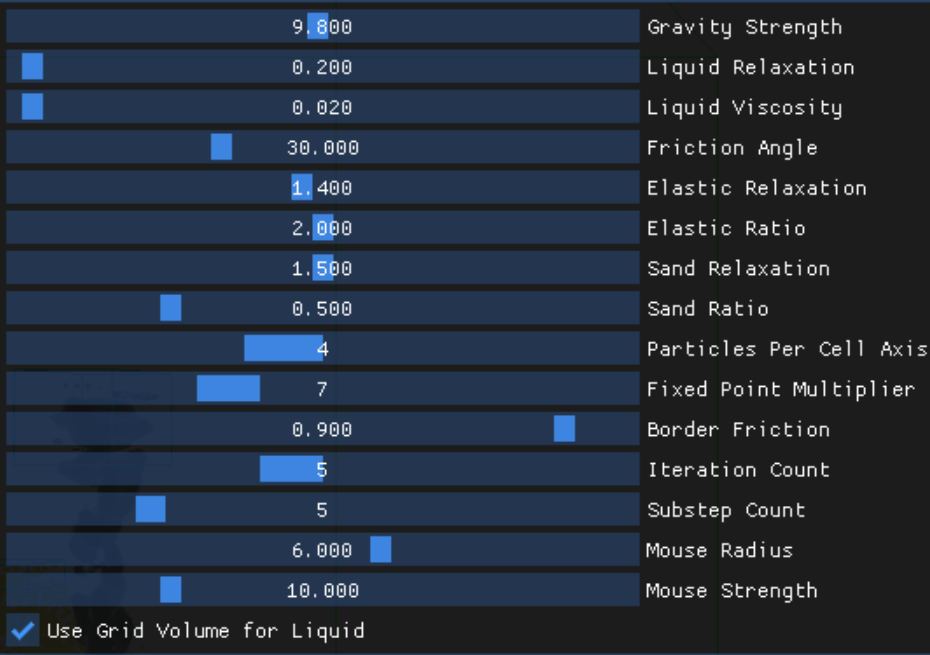 9.800 Gravity Strength
0.200 Liquid Relaxation
0.020 Liquid Viscosity
30.000 Friction Angle
1.400 Elastic Relaxation
2.000 Elastic Ratio
1.500 Sand Relaxation
0.500 Sand Ratio
4 Particles Per Cell Axis
7 Fixed Point Multiplier
0.900 Border Friction
5 Iteration Count
5 Substep Count
6.000 Mouse Radius
10.000 Mouse Strength
Use Grid Volume for Liquid